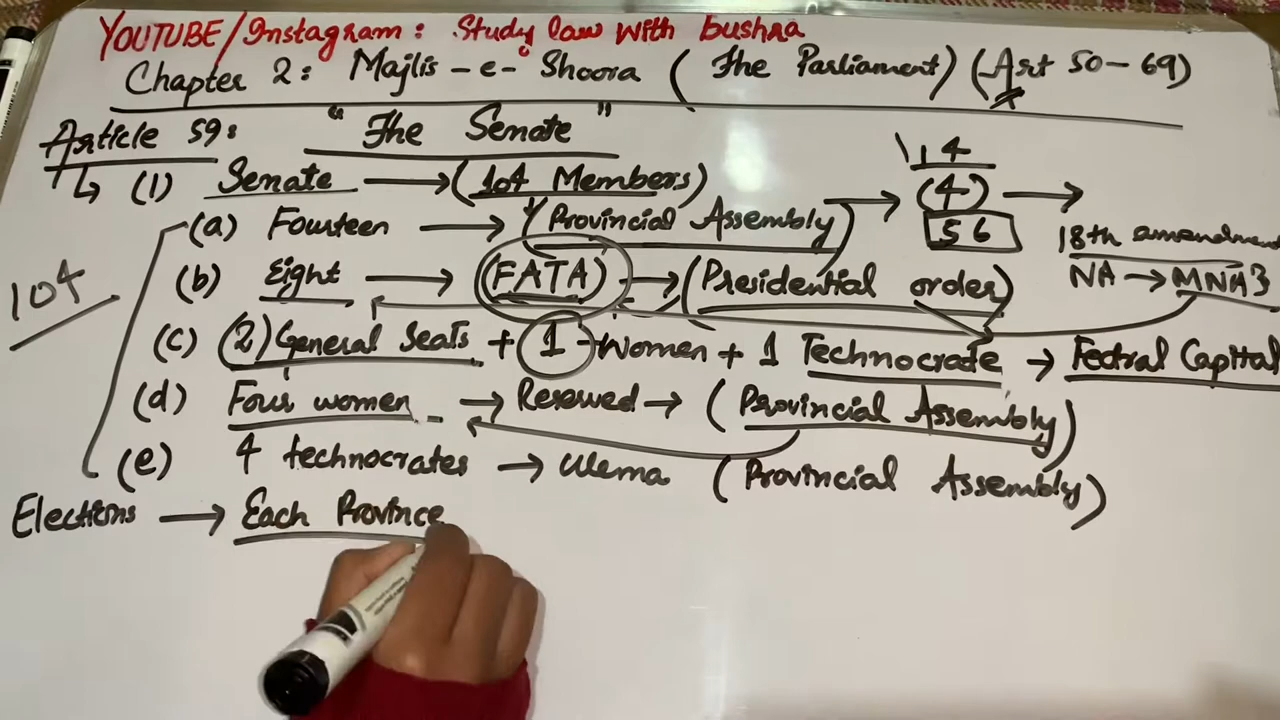 YOUTUBE/Instagram: Study law with bushra
Chapter 2: Majlis-e-Shoora (The Parliament) (Art 50-69)
Article 59: "The Senate"
(1) Senate → (104 Members)
14
(a) Fourteen → (Provincial Assembly) → (4) →
56
18th amendment
(b) Eight → (FATA) → (Presidential order)
NA → MNA's
104
(c) (2) General Seats + 1 - Women + 1 Technocrate → Fedral Capital
(d) Four women → Reserved → (Provincial Assembly)
(e) 4 technocrates → Ulema (Provincial Assembly)
Elections → Each Province